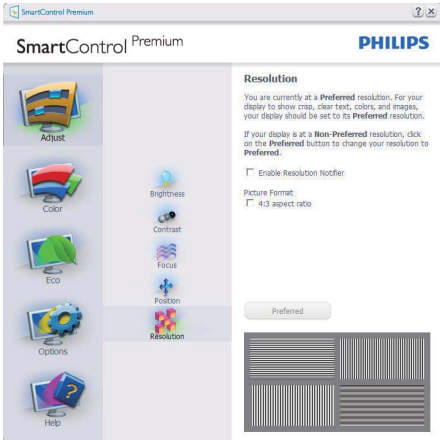 SmartControl Premium
? x
SmartControl Premium
PHILIPS
Adjust
Color
Eco
Options
Help
Brightness
Contrast
Focus
Position
Resolution
Resolution
You are currently at a Preferred resolution. For your
display to show crisp, clear text, colors, and images,
your display should be set to its Preferred resolution.
If your display is at a Non-Preferred resolution, click
on the Preferred button to change your resolution to
Preferred.
Enable Resolution Notifier
Picture Format
4:3 aspect ratio
Preferred